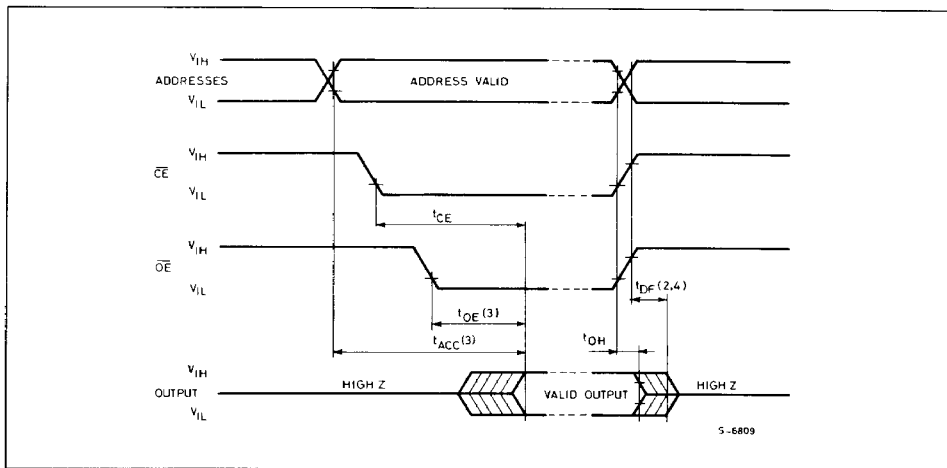 VIH
ADDRESSES
ADDRESS VALID
VIL
VIH
CE
VIL
tCE
VIH
OE
VIL
tDF(2,4)
tOE(3)
tOH
tACC(3)
VIH
HIGH Z
OUTPUT
VALID OUTPUT
HIGH Z
VIL
S-6809